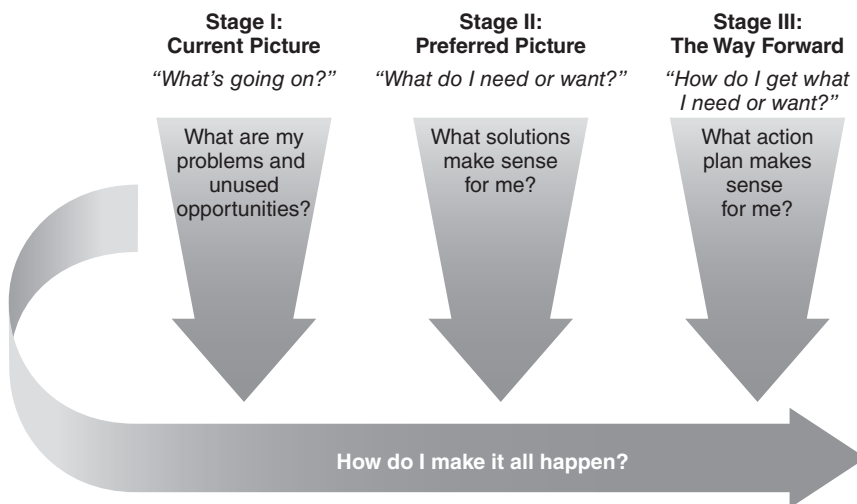 Stage I:
Current Picture
“What’s going on?”
What are my
problems and
unused
opportunities?
Stage II:
Preferred Picture
“What do I need or want?”
What solutions
make sense
for me?
Stage III:
The Way Forward
“How do I get what
I need or want?”
What action
plan makes
sense
for me?
How do I make it all happen?